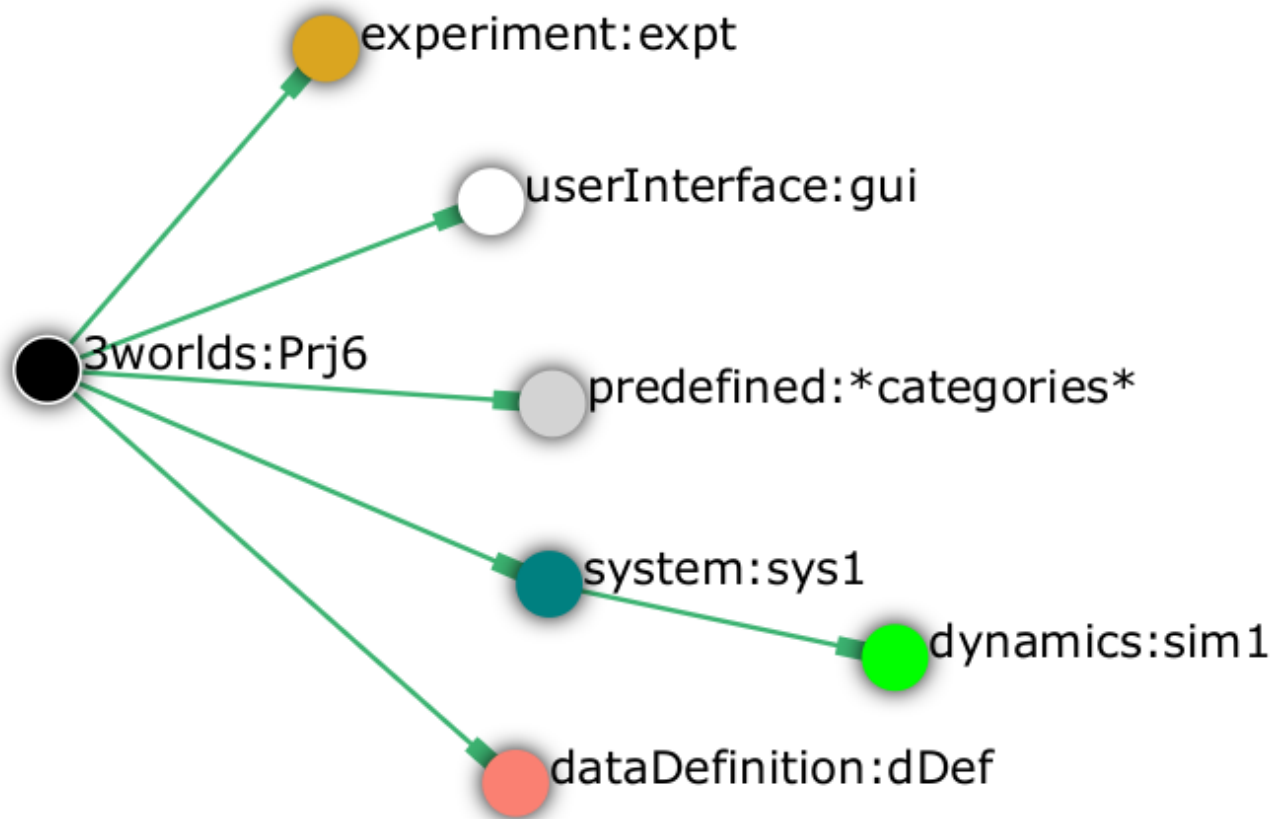 experiment:expt
userInterface:gui
3worlds:Prj6
predefined:*categories*
system:sys1
dynamics:sim1
dataDefinition:dDef